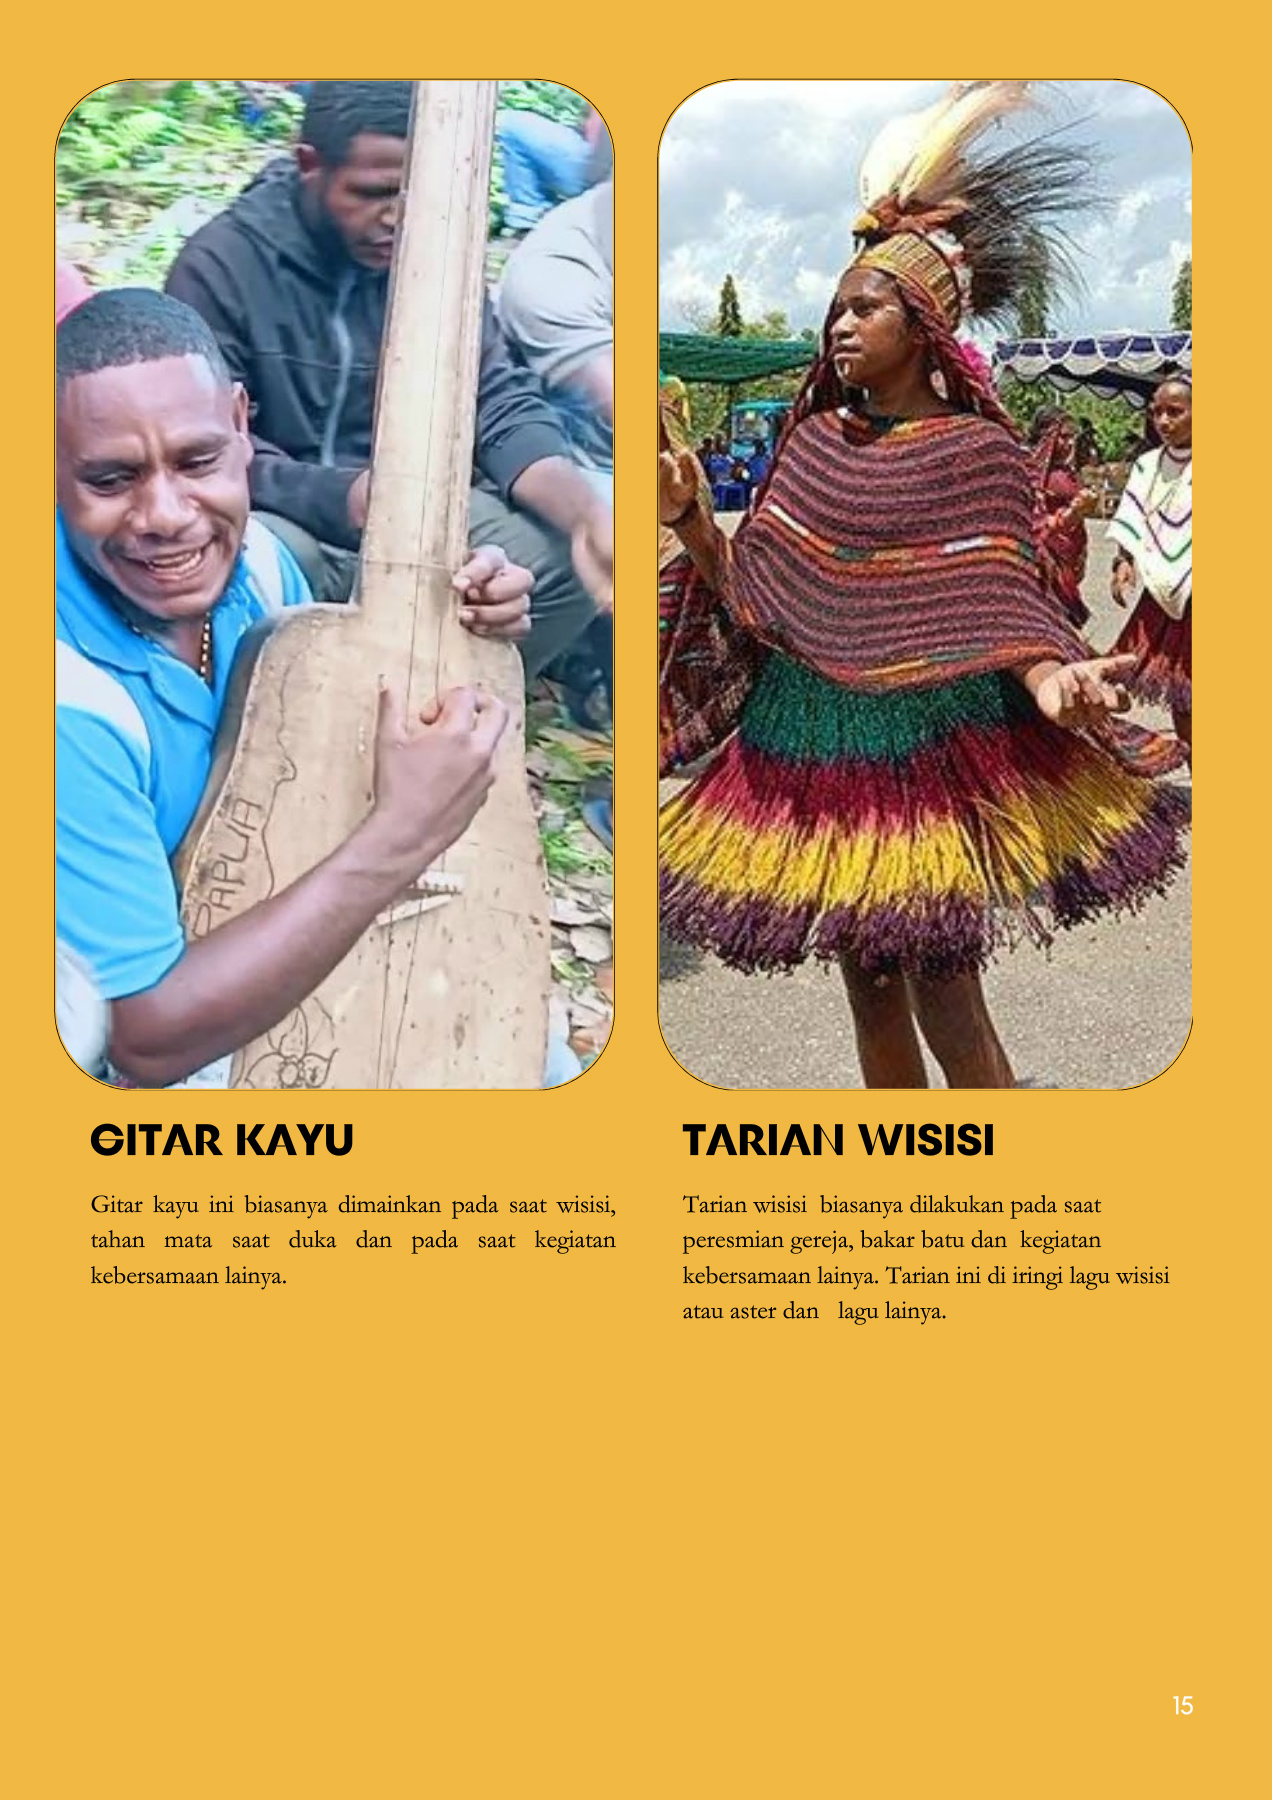 PAPUA
GITAR KAYU
Gitar kayu ini biasanya dimainkan pada saat wisisi,
tahan mata saat duka dan pada saat kegiatan
kebersamaan lainya.
TARIAN WISISI
Tarian wisisi biasanya dilakukan pada saat
peresmian gereja, bakar batu dan kegiatan
kebersamaan lainya. Tarian ini di iringi lagu wisisi
atau aster dan lagu lainya.
15